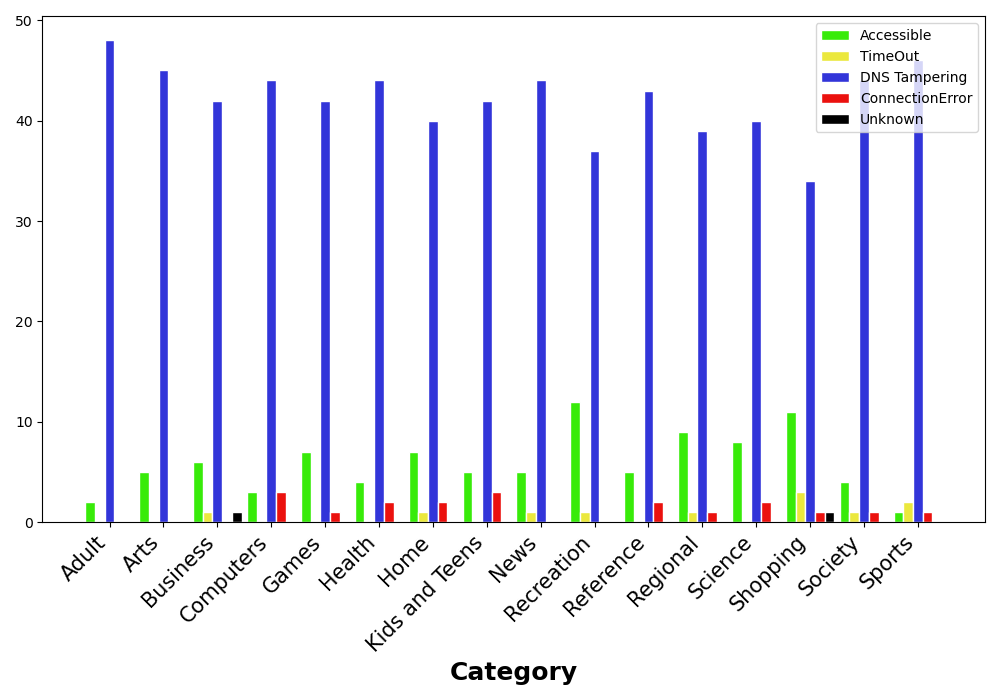 50
40
30
20
10
0
Accessible
TimeOut
DNS Tampering
ConnectionError
Unknown
Adult
Arts
Business
Computers
Games
Health
Home
Kids and Teens
News
Recreation
Reference
Regional
Science
Shopping
Society
Sports
Category